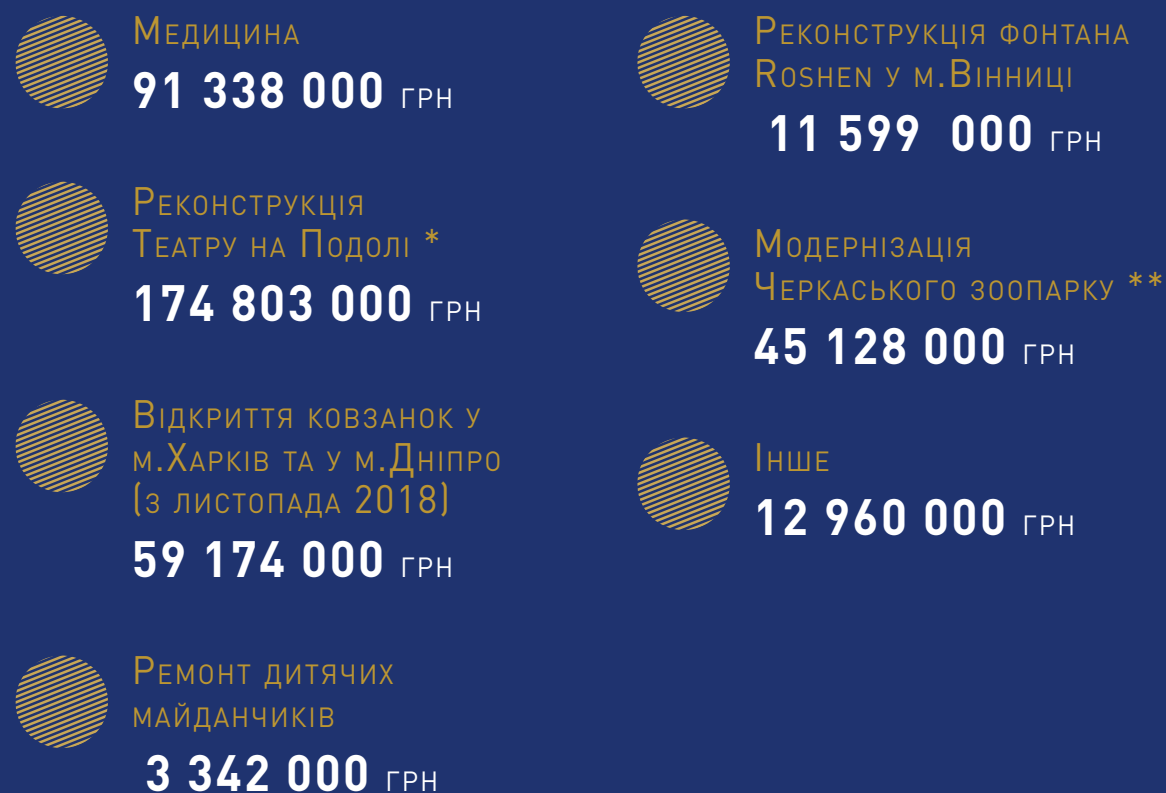 Медицина
91 338 000 грн
Реконструкція
Театру на Подолі *
174 803 000 грн
Відкриття ковзанок у
м.Харків та у м.Дніпро
(з листопада 2018)
59 174 000 грн
Ремонт дитячих
майданчиків
3 342 000 грн
Реконструкція фонтана
Roshen у м.Вінниці
11 599 000 грн
Модернізація
Черкаського зоопарку **
45 128 000 грн
Інше
12 960 000 грн